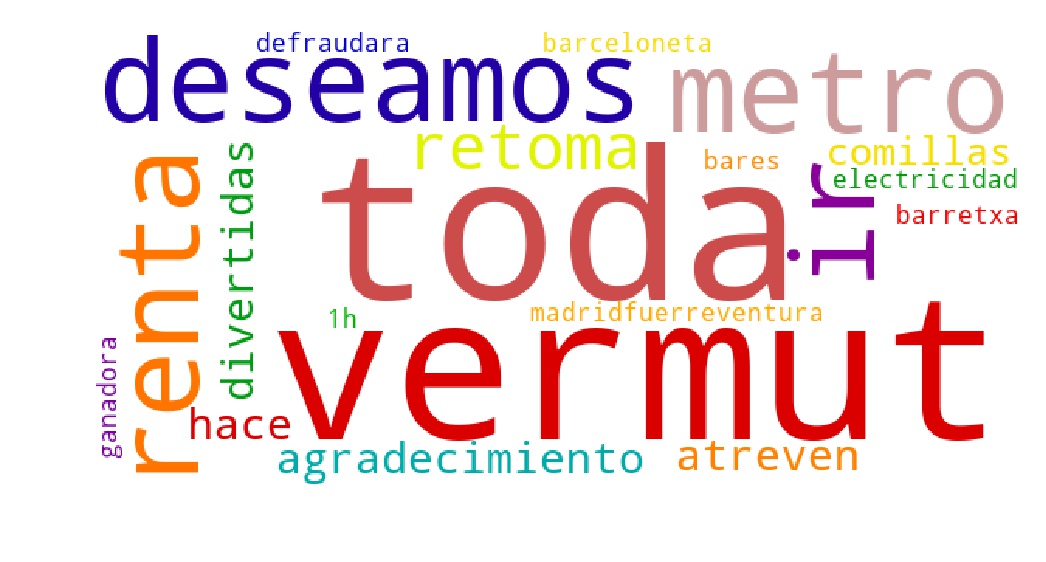 defraudara
barceloneta
deseamos
metro
retoma
bares
comillas
electricidad
barretxa
renta
divertidas
toda
ir
madridfuerreventura
1h
vermut
ganadora
hace
agradecimiento
atreven